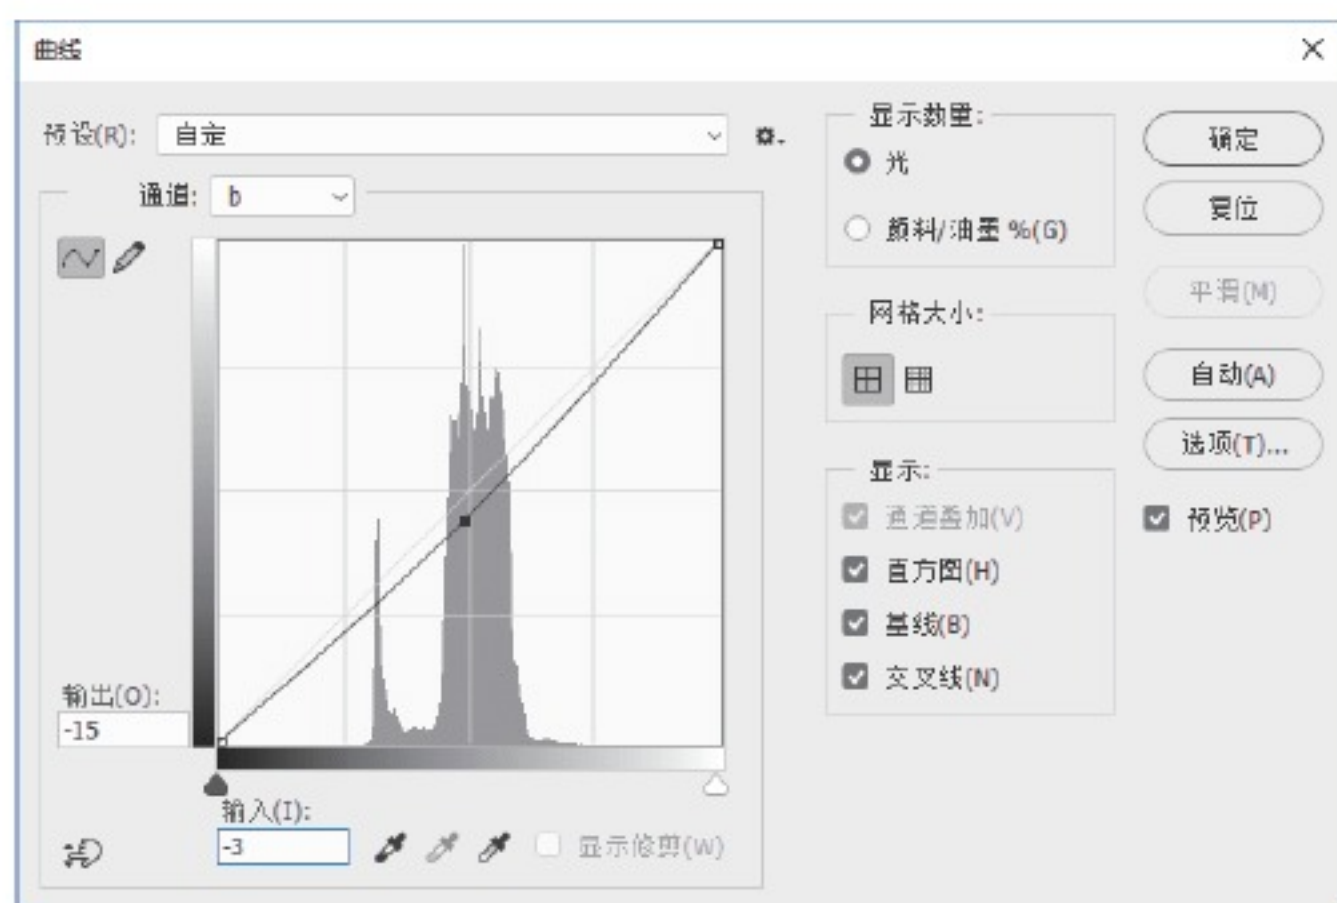 曲线
预设(R): 自定
通道: b
输出(O):
-15
输入(I):
-3
显示修剪(W)
显示数量:
光
颜料/油墨 %(G)
网格大小:
显示:
通道叠加(V)
直方图(H)
基线(B)
交叉线(N)
确定
复位
平滑(M)
自动(A)
选项(T)...
预览(P)